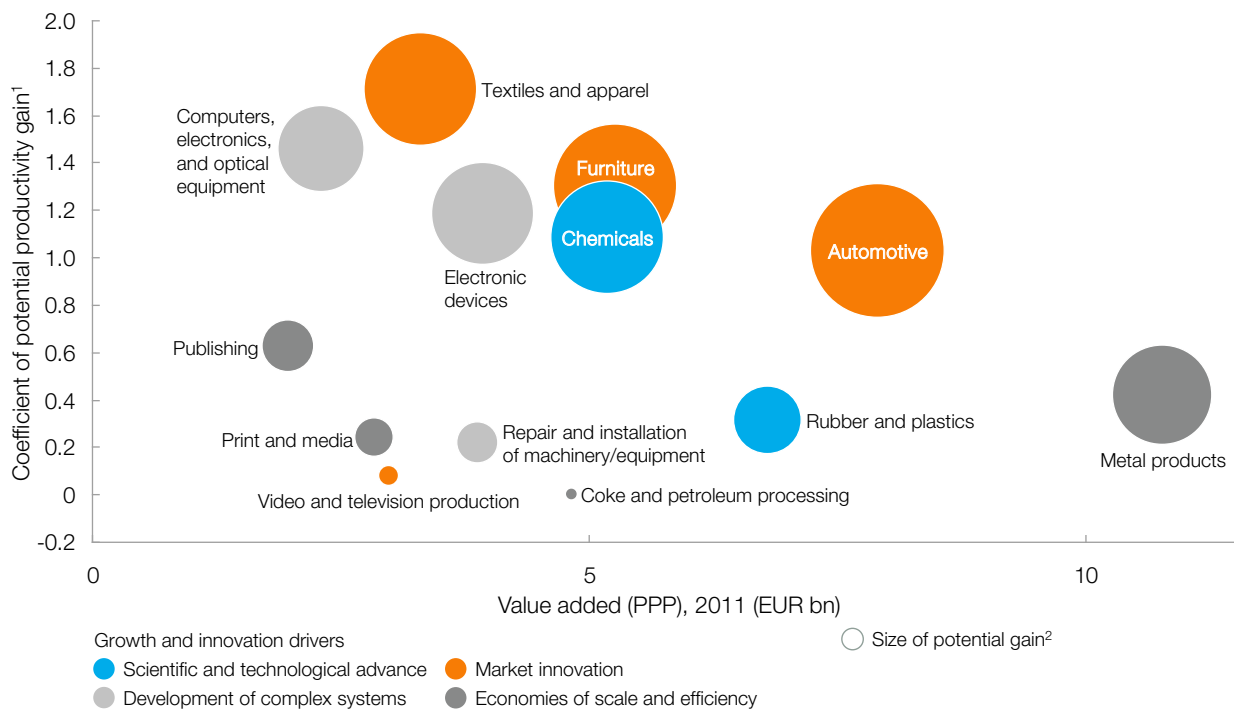 Coefficient of potential productivity gain1
2.0
1.8
1.6
1.4
1.2
1.0
0.8
0.6
0.4
0.2
0
-0.2
Textiles and apparel
Computers,
electronics,
and optical
equipment
Furniture
Chemicals
Electronic
devices
Automotive
Publishing
Print and media
Video and television production
Repair and installation
of machinery/equipment
Coke and petroleum processing
Rubber and plastics
Metal products
0
5
10
Value added (PPP), 2011 (EUR bn)
Growth and innovation drivers
Size of potential gain2
Scientific and technological advance
Market innovation
Development of complex systems
Economies of scale and efficiency